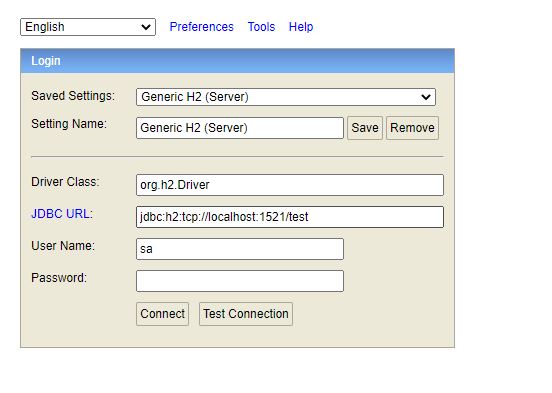 English Preferences Tools Help
Login
Saved Settings: Generic H2 (Server)
Setting Name: Generic H2 (Server) Save Remove
Driver Class: org.h2.Driver
JDBC URL: jdbc:h2:tcp://localhost:1521/test
User Name: sa
Password:
Connect Test Connection